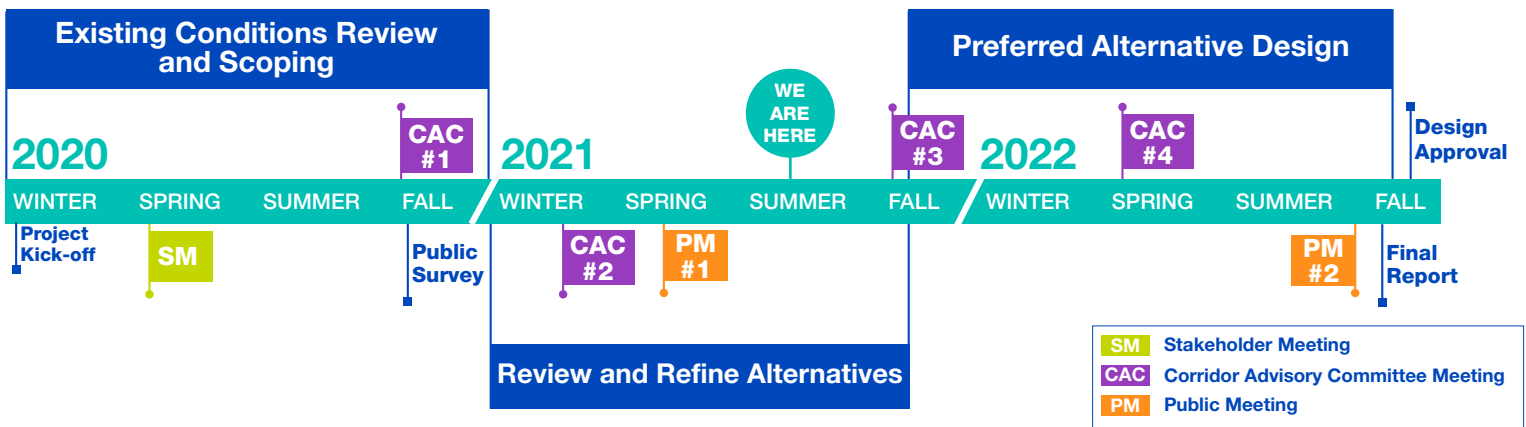 Existing Conditions Review
and Scoping
Preferred Alternative Design
WE
ARE
HERE
2020
CAC
#1
2021
CAC
#3
2022
CAC
#4
Design
Approval
WINTER SPRING SUMMER FALL WINTER SPRING SUMMER FALL WINTER SPRING SUMMER FALL
Project
Kick-off
SM
Public
Survey
CAC
#2
PM
#1
PM
#2
Final
Report
Review and Refine Alternatives
SM Stakeholder Meeting
CAC Corridor Advisory Committee Meeting
PM Public Meeting